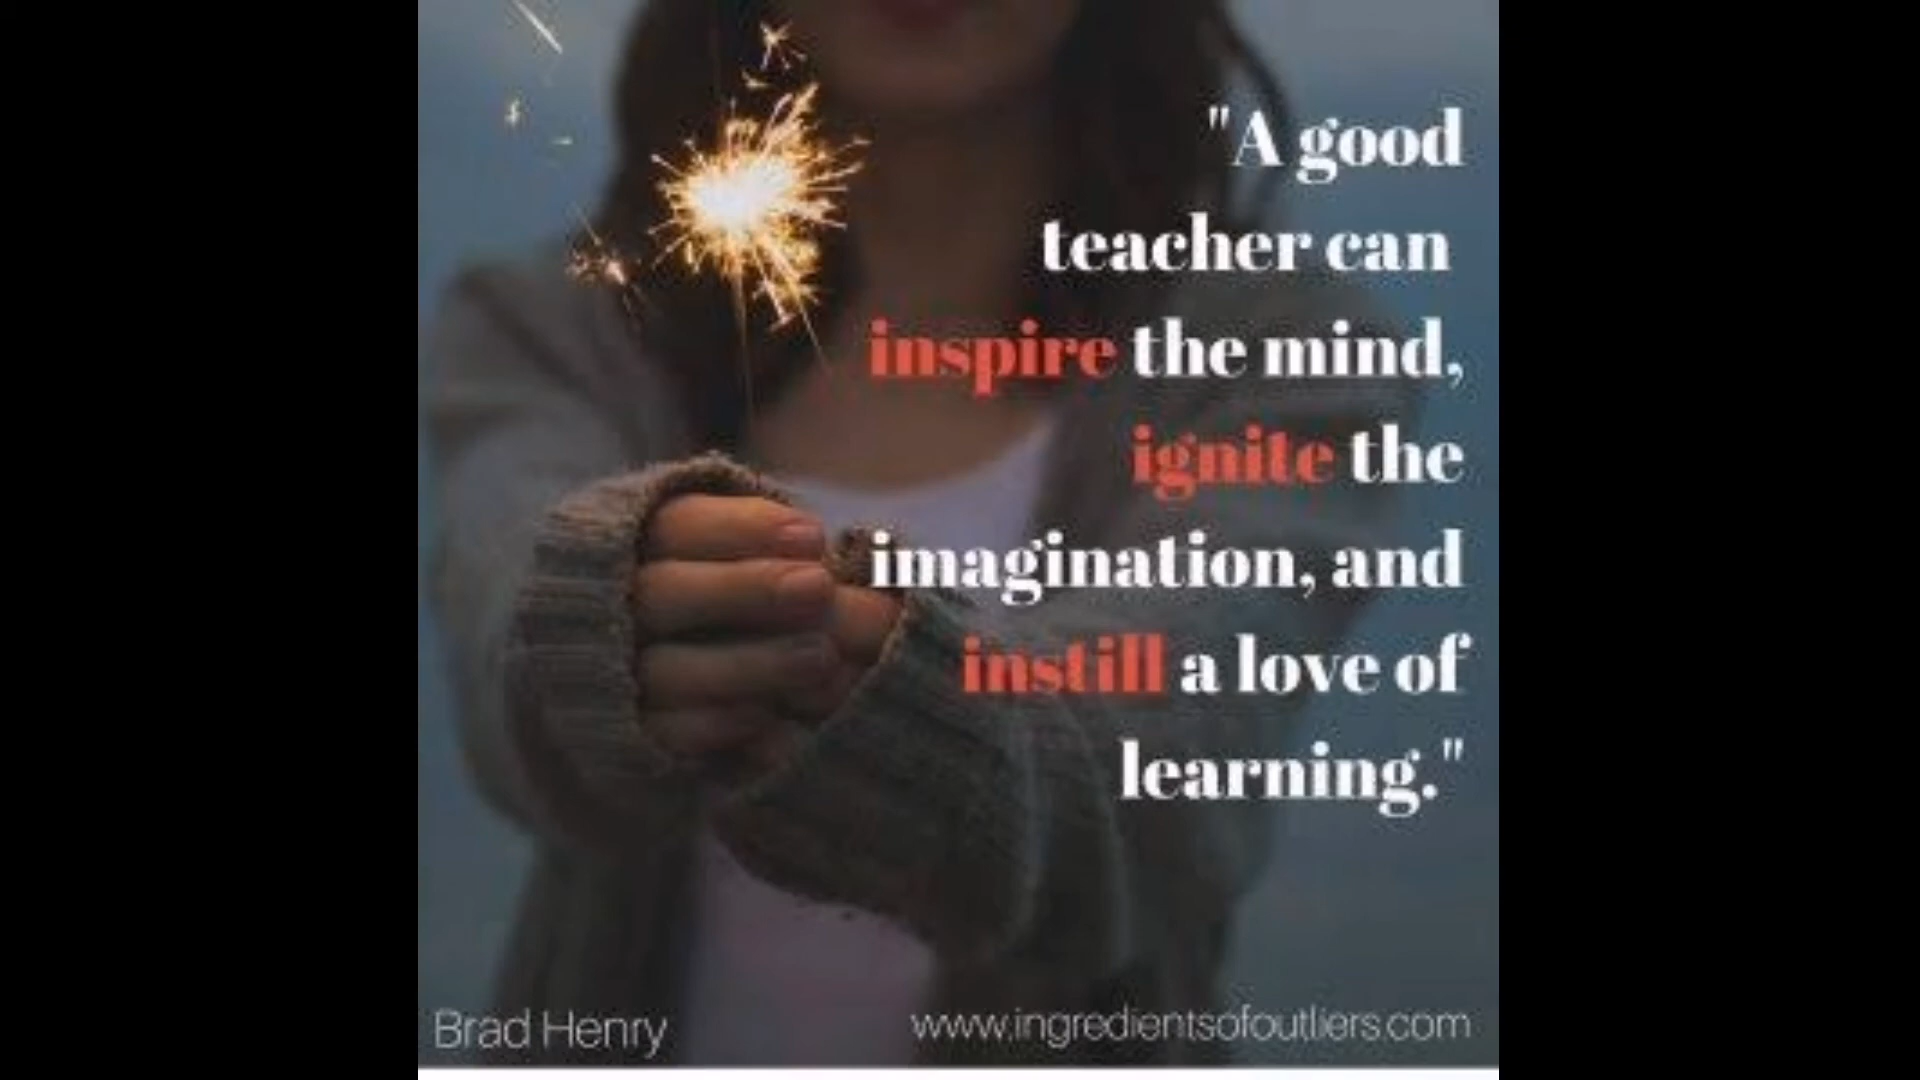 "A good
teacher can
inspire the mind,
ignite the
imagination, and
instill a love of
learning."
Brad Henry
www.ingredientsofoutliers.com